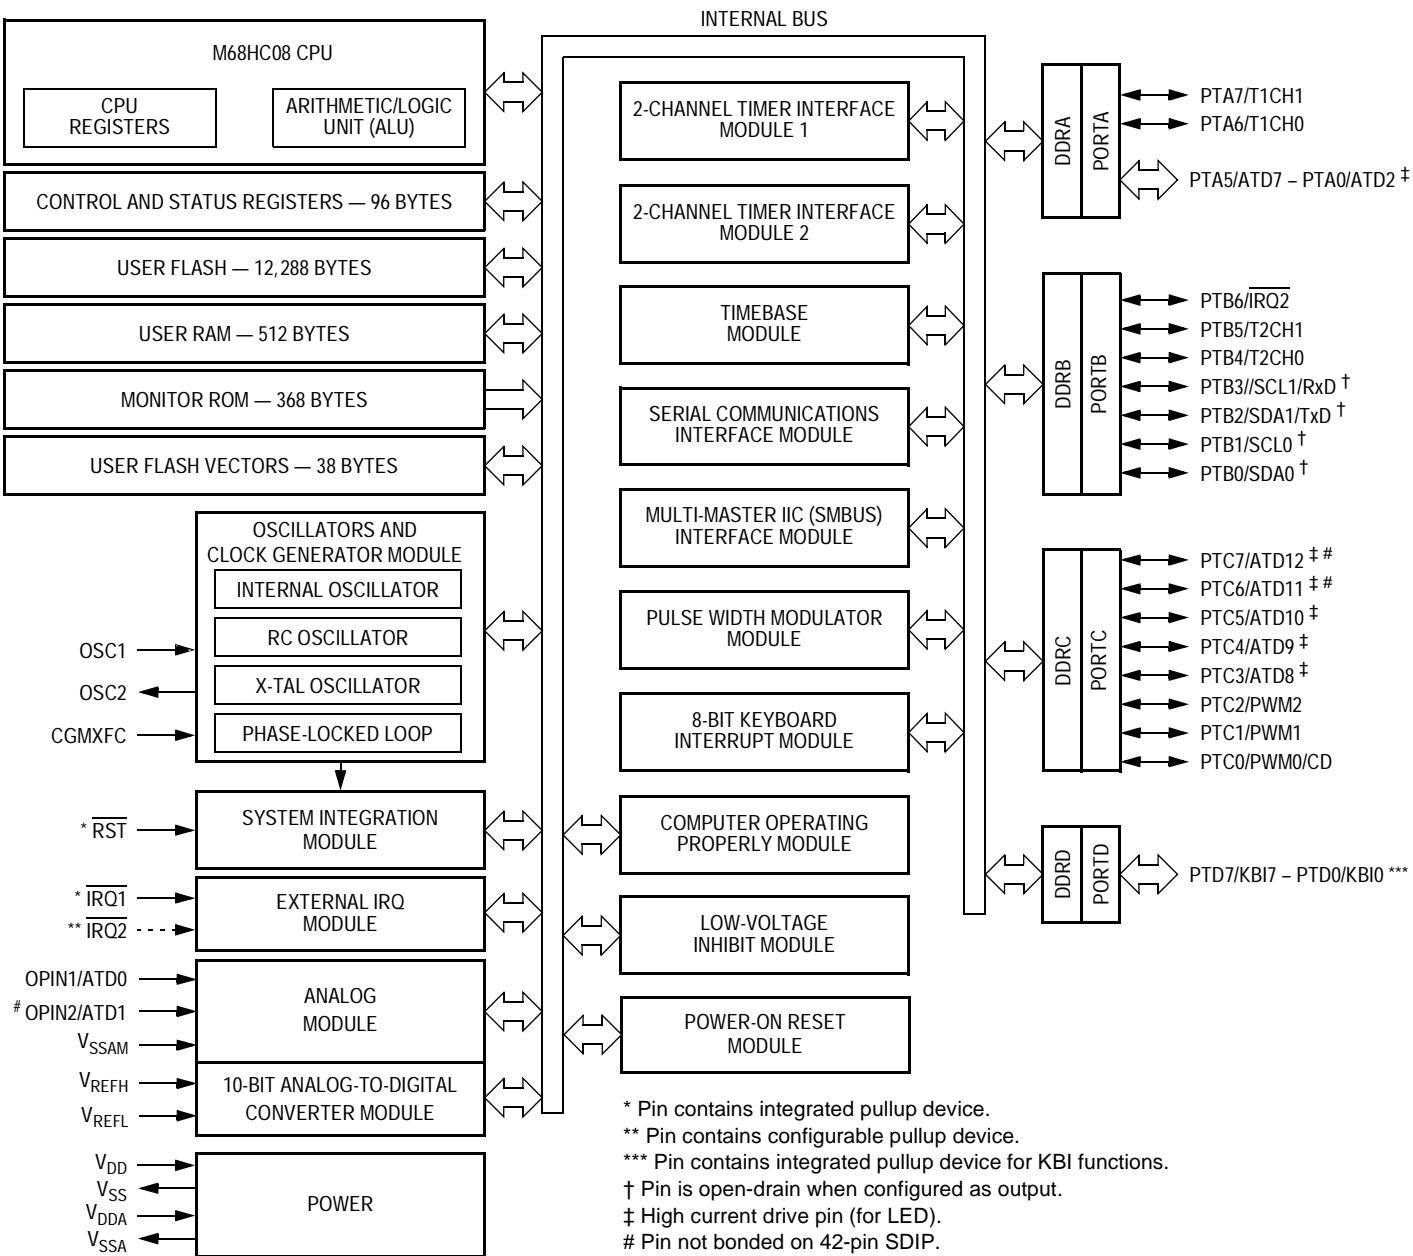 INTERNAL BUS
M68HC08 CPU
CPU
REGISTERS
ARITHMETIC/LOGIC
UNIT (ALU)
CONTROL AND STATUS REGISTERS — 96 BYTES
USER FLASH — 12,288 BYTES
USER RAM — 512 BYTES
MONITOR ROM — 368 BYTES
USER FLASH VECTORS — 38 BYTES
OSCILLATORS AND
CLOCK GENERATOR MODULE
INTERNAL OSCILLATOR
RC OSCILLATOR
X-TAL OSCILLATOR
PHASE-LOCKED LOOP
OSC1
OSC2
CGMXFC
* RST
SYSTEM INTEGRATION
MODULE
* IRQ1
** IRQ2
EXTERNAL IRQ
MODULE
OPIN1/ATD0
# OPIN2/ATD1
VSSAM
ANALOG
MODULE
VREFH
VREFL
10-BIT ANALOG-TO-DIGITAL
CONVERTER MODULE
VDD
VSS
VDDA
VSSA
POWER
2-CHANNEL TIMER INTERFACE
MODULE 1
2-CHANNEL TIMER INTERFACE
MODULE 2
TIMEBASE
MODULE
SERIAL COMMUNICATIONS
INTERFACE MODULE
MULTI-MASTER IIC (SMBUS)
INTERFACE MODULE
PULSE WIDTH MODULATOR
MODULE
8-BIT KEYBOARD
INTERRUPT MODULE
COMPUTER OPERATING
PROPERLY MODULE
LOW-VOLTAGE
INHIBIT MODULE
POWER-ON RESET
MODULE
DDRA
PORTA
PTA7/T1CH1
PTA6/T1CH0
PTA5/ATD7 – PTA0/ATD2 ‡
DDRB
PORTB
PTB6/IRQ2
PTB5/T2CH1
PTB4/T2CH0
PTB3//SCL1/RxD †
PTB2/SDA1/TxD †
PTB1/SCL0 †
PTB0/SDA0 †
DDRC
PORTC
PTC7/ATD12 ‡ #
PTC6/ATD11 ‡ #
PTC5/ATD10 ‡
PTC4/ATD9 ‡
PTC3/ATD8 ‡
PTC2/PWM2
PTC1/PWM1
PTC0/PWM0/CD
DDRD
PORTD
PTD7/KBI7 – PTD0/KBI0 ***
* Pin contains integrated pullup device.
** Pin contains configurable pullup device.
*** Pin contains integrated pullup device for KBI functions.
† Pin is open-drain when configured as output.
‡ High current drive pin (for LED).
# Pin not bonded on 42-pin SDIP.